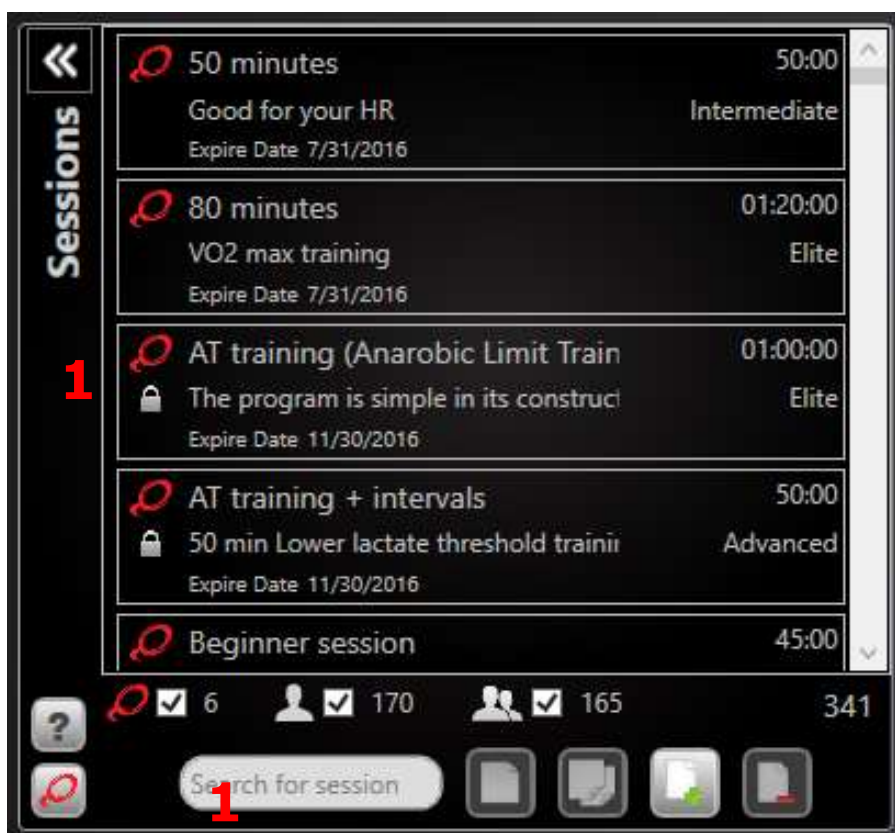 «
Sessions
50 minutes 50:00
Good for your HR Intermediate
Expire Date 7/31/2016
80 minutes 01:20:00
VO2 max training Elite
Expire Date 7/31/2016
AT training (Anarobic Limit Train 01:00:00
1
The program is simple in its construct Elite
Expire Date 11/30/2016
AT training + intervals 50:00
50 min Lower lactate threshold trainin Advanced
Expire Date 11/30/2016
Beginner session 45:00
6 170 165 341
?
Search for session
1